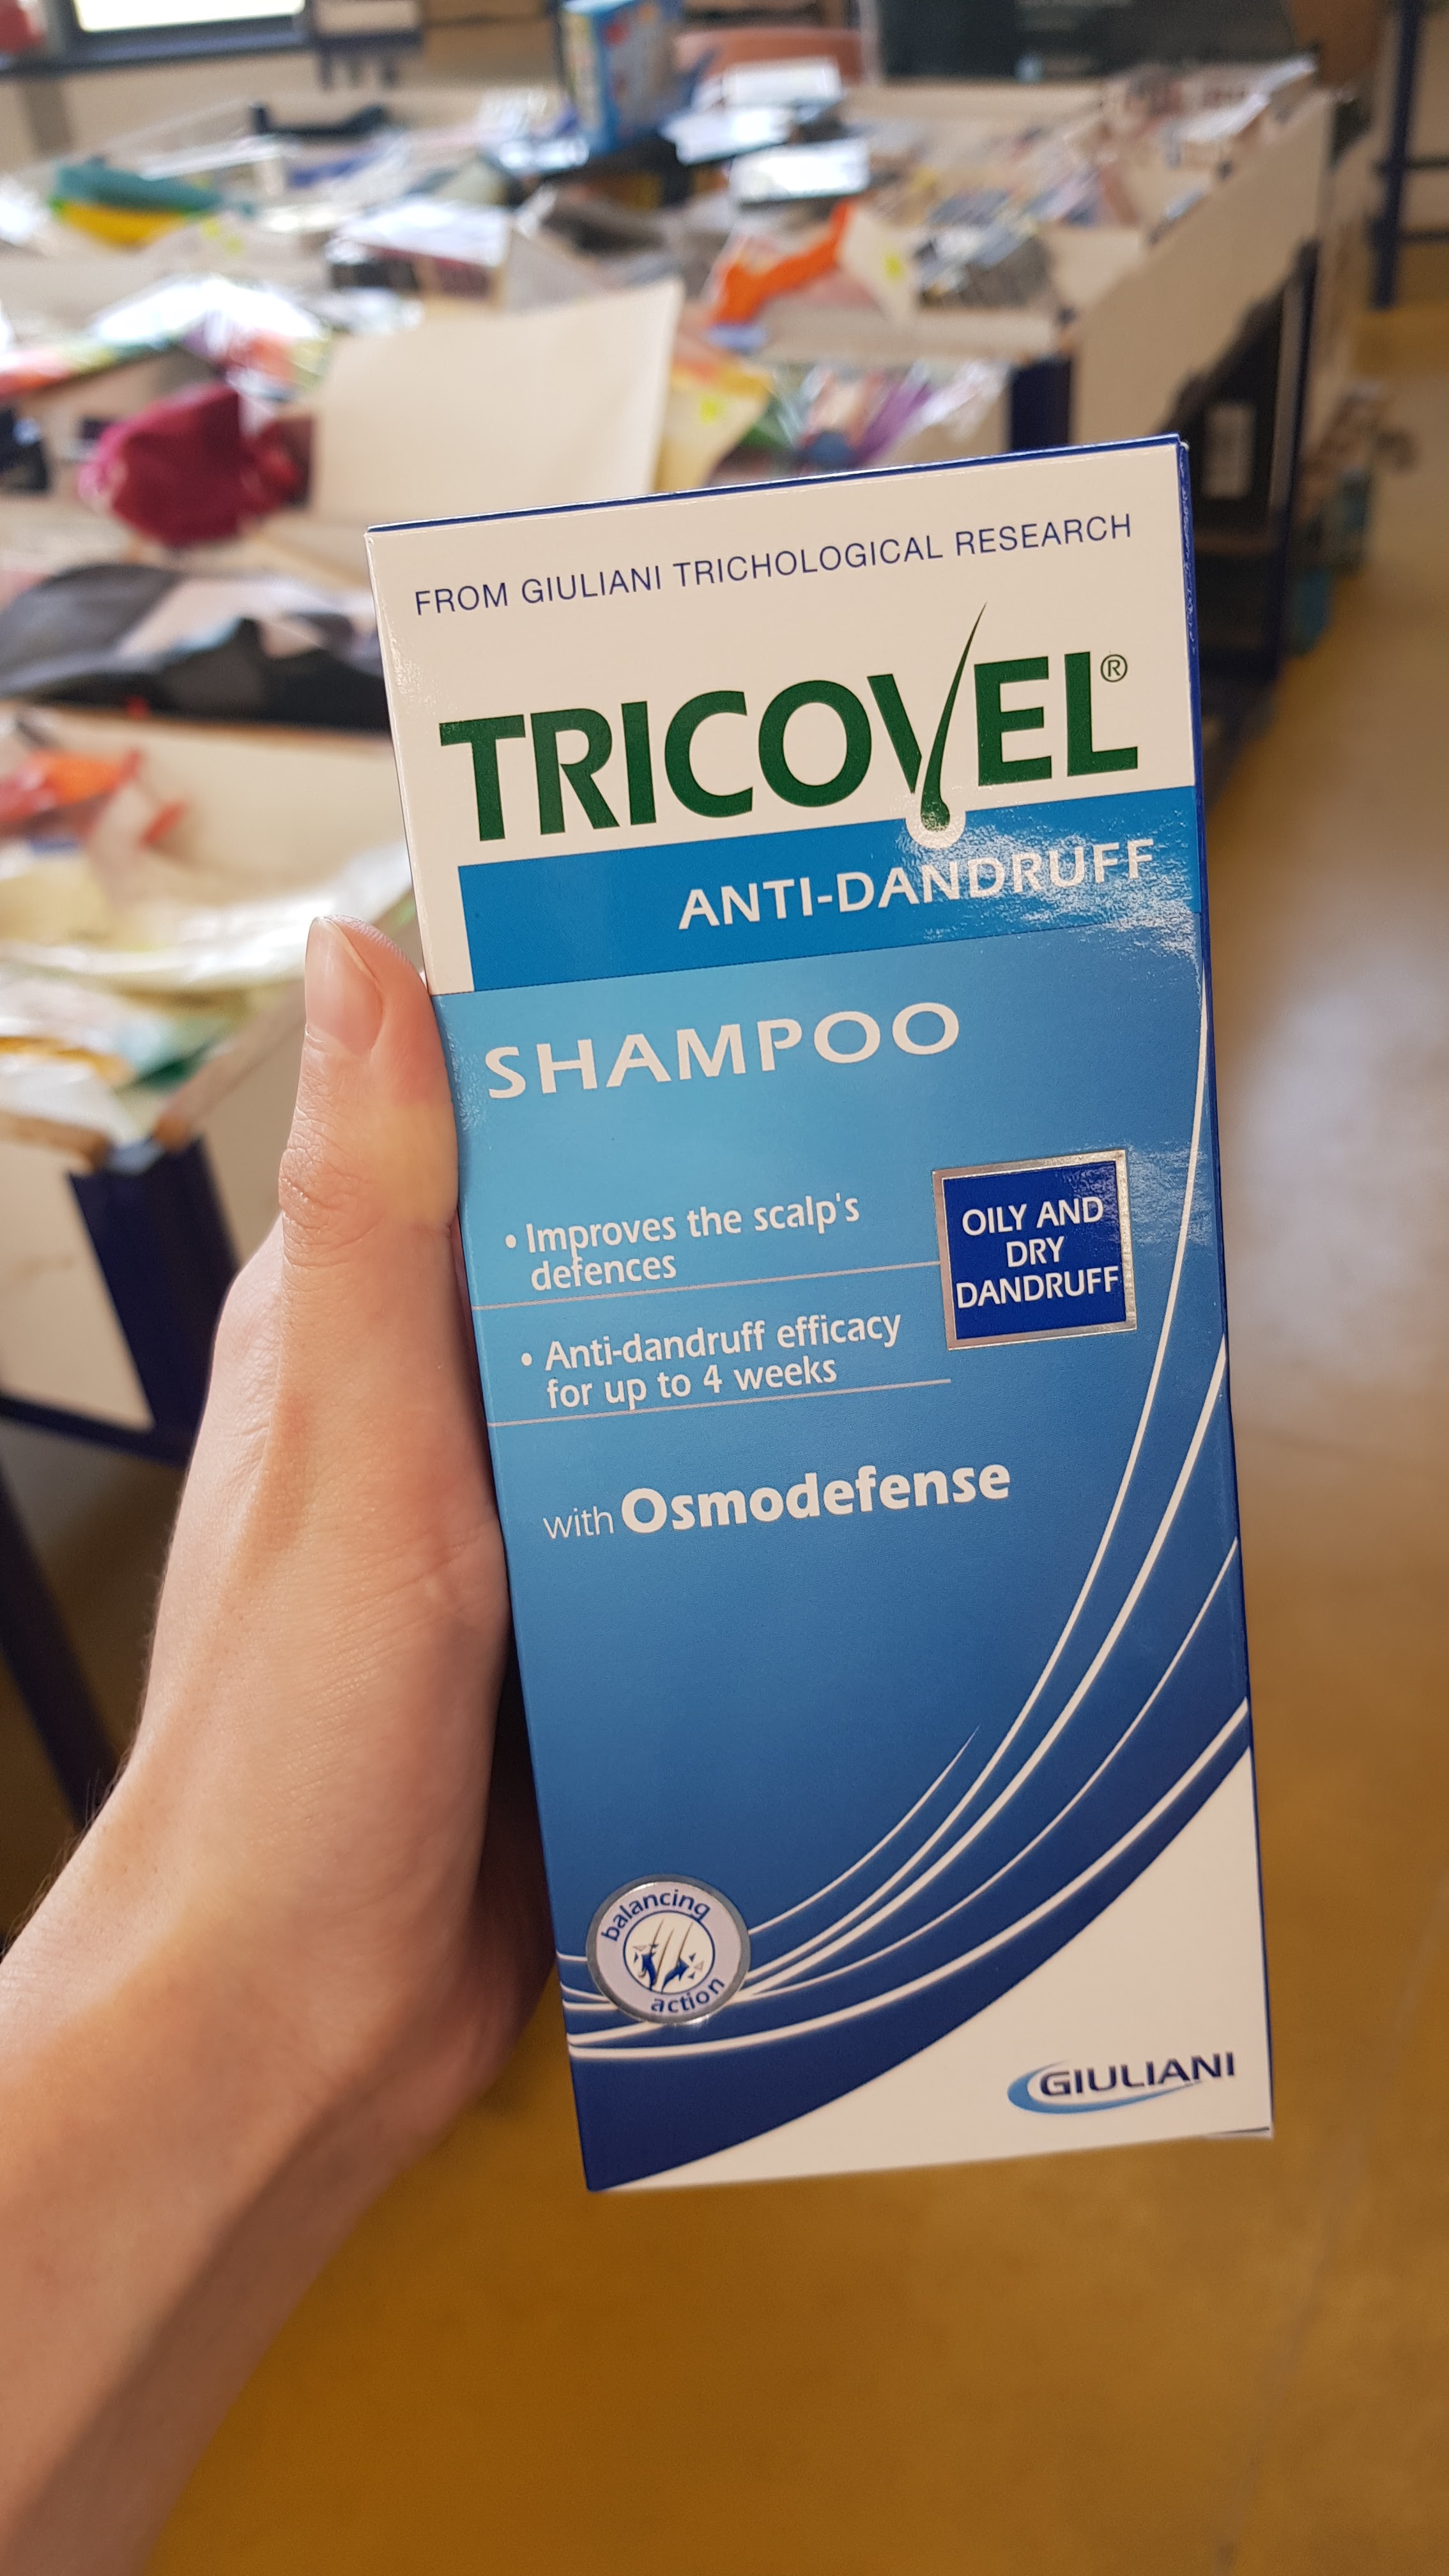 FROM GIULIANI TRICHOLOGICAL RESEARCH
TRICOVEL®
ANTI-DANDRUFF
SHAMPOO
• Improves the scalp's
defences
OILY AND
DRY
DANDRUFF
• Anti-dandruff efficacy
for up to 4 weeks
with Osmodefense
balancing
action
GIULIANI